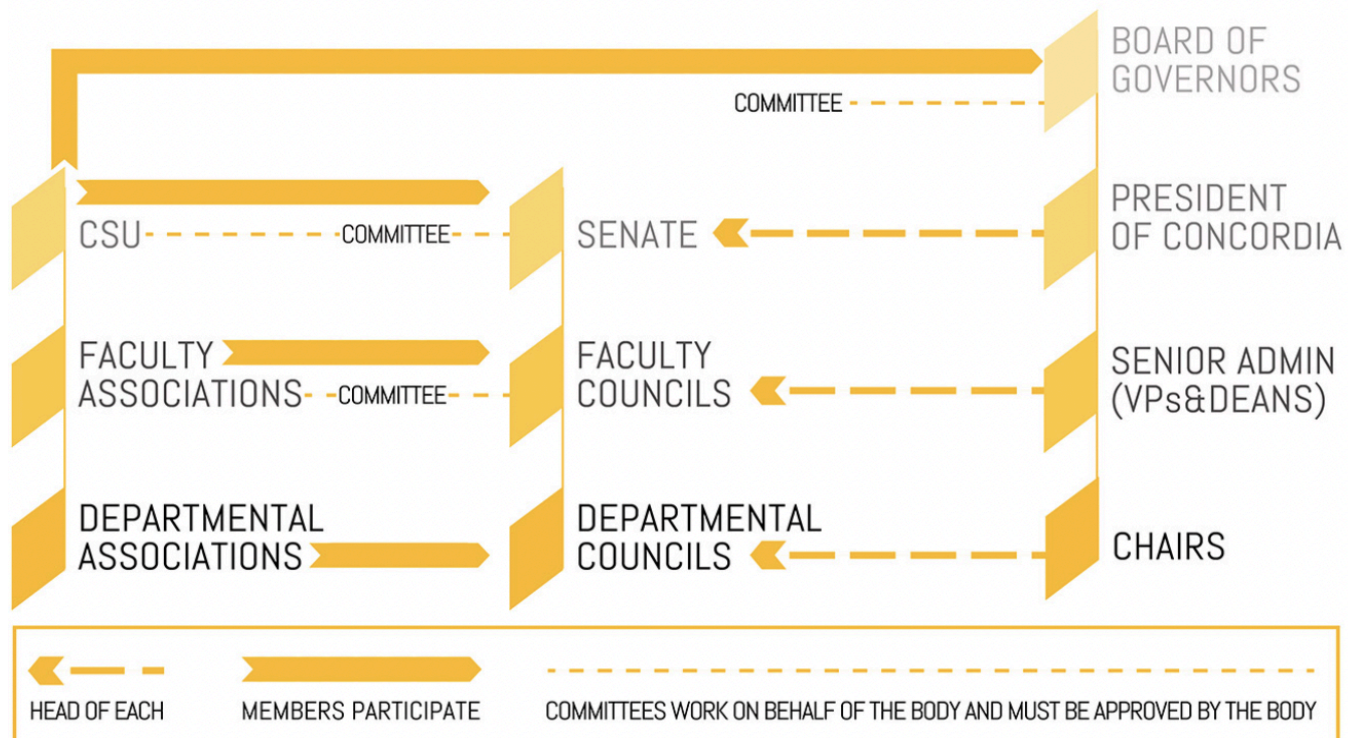 BOARD OF
GOVERNORS
COMMITTEE
CSU
COMMITTEE
SENATE
PRESIDENT
OF CONCORDIA
FACULTY
ASSOCIATIONS
COMMITTEE
FACULTY
COUNCILS
SENIOR ADMIN
(VPs&DEANS)
DEPARTMENTAL
ASSOCIATIONS
DEPARTMENTAL
COUNCILS
CHAIRS
HEAD OF EACH
MEMBERS PARTICIPATE
COMMITTEES WORK ON BEHALF OF THE BODY AND MUST BE APPROVED BY THE BODY